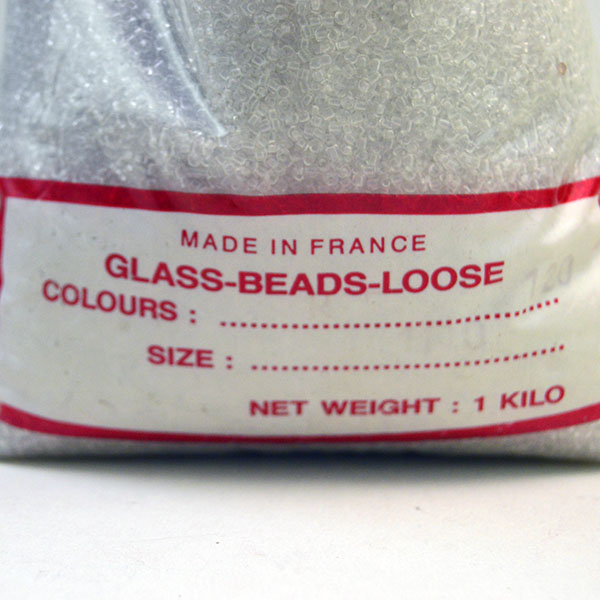 MADE IN FRANCE
GLASS-BEADS-LOOSE
COLOURS : ........................................
SIZE : ....................................
NET WEIGHT : 1 KILO